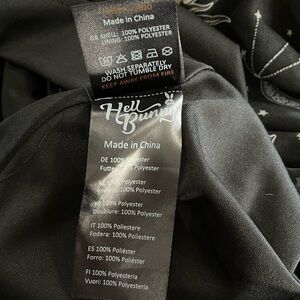 Made in China
GB SHELL: 100% POLYESTER
LINING: 100% POLYESTER
WASH SEPARATELY
DO NOT TUMBLE DRY
KEEP AWAY FROM FIRE
Hell
Bunny
Made in China
DE 100% Polyester
Futter: 100% Polyester
100% Polyester
100% Polyester
100% Polyester
Doublure: 100% Polyester
IT 100% Poliestere
Fodera: 100% Poliestere
ES 100% Poliéster
Forro: 100% Poliéster
FI 100% Polyesteria
Vuori: 100% Polyesteria